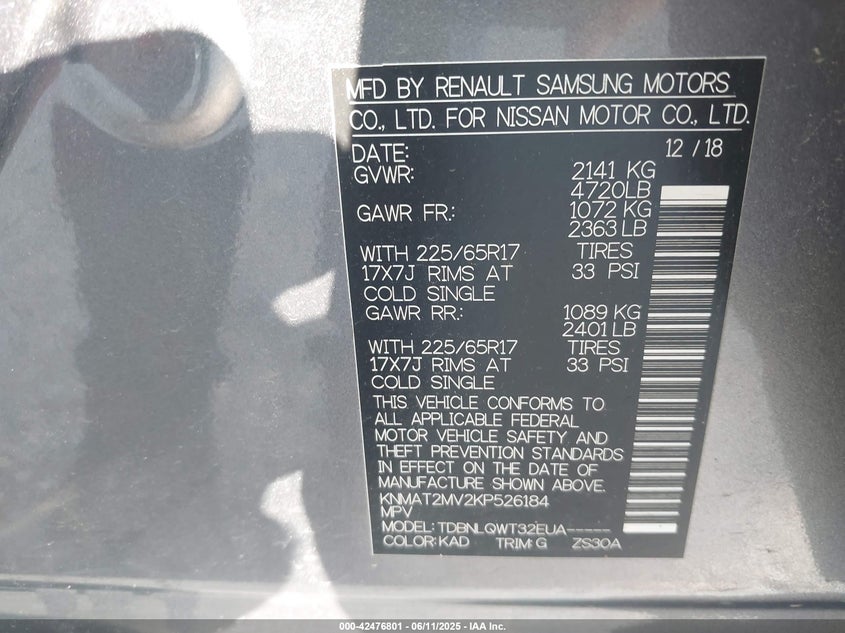 MFD BY RENAULT SAMSUNG MOTORS
CO., LTD. FOR NISSAN MOTOR CO., LTD.
DATE: 12 / 18
GVWR: 2141 KG
4720LB
GAWR FR.: 1072 KG
2363 LB
WITH 225/65R17 TIRES
17X7J RIMS AT 33 PSI
COLD SINGLE
GAWR RR.: 1089 KG
2401 LB
WITH 225/65R17 TIRES
17X7J RIMS AT 33 PSI
COLD SINGLE
THIS VEHICLE CONFORMS TO
ALL APPLICABLE FEDERAL
MOTOR VEHICLE SAFETY AND
THEFT PREVENTION STANDARDS
IN EFFECT ON THE DATE OF
MANUFACTURE SHOWN ABOVE.
KNMAT2MV2KP526184
MPV
MODEL: TDBNLQWT32EUA-----
COLOR: KAD TRIM: G ZS30A
000-42476801 - 06/11/2025 - IAA Inc.